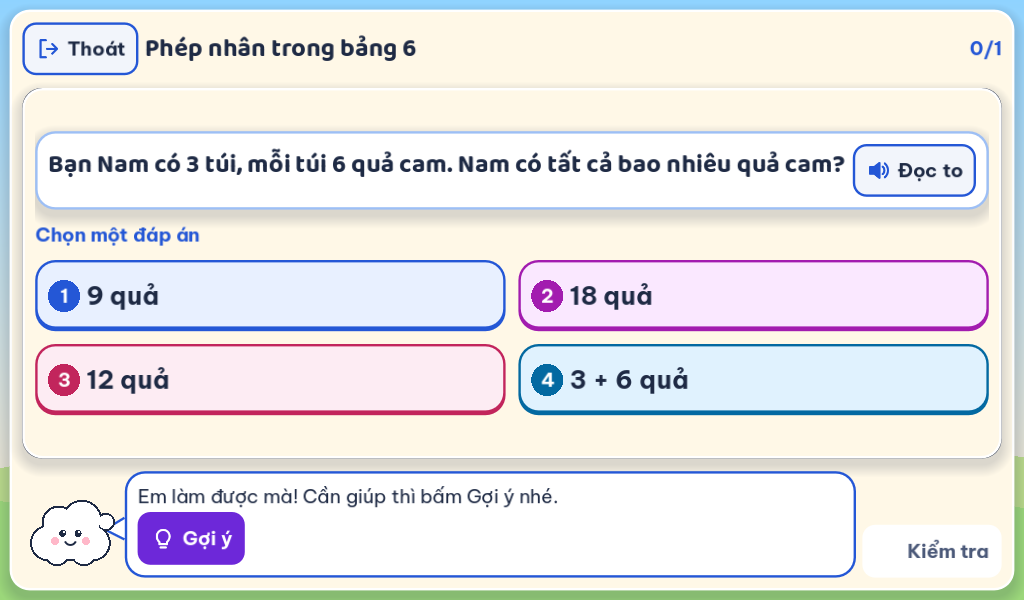 Thoát
Phép nhân trong bảng 6
0/1
Bạn Nam có 3 túi, mỗi túi 6 quả cam. Nam có tất cả bao nhiêu quả cam?
Đọc to
Chọn một đáp án
1 9 quả
2 18 quả
3 12 quả
4 3 + 6 quả
Em làm được mà! Cần giúp thì bấm Gợi ý nhé.
Gợi ý
Kiểm tra